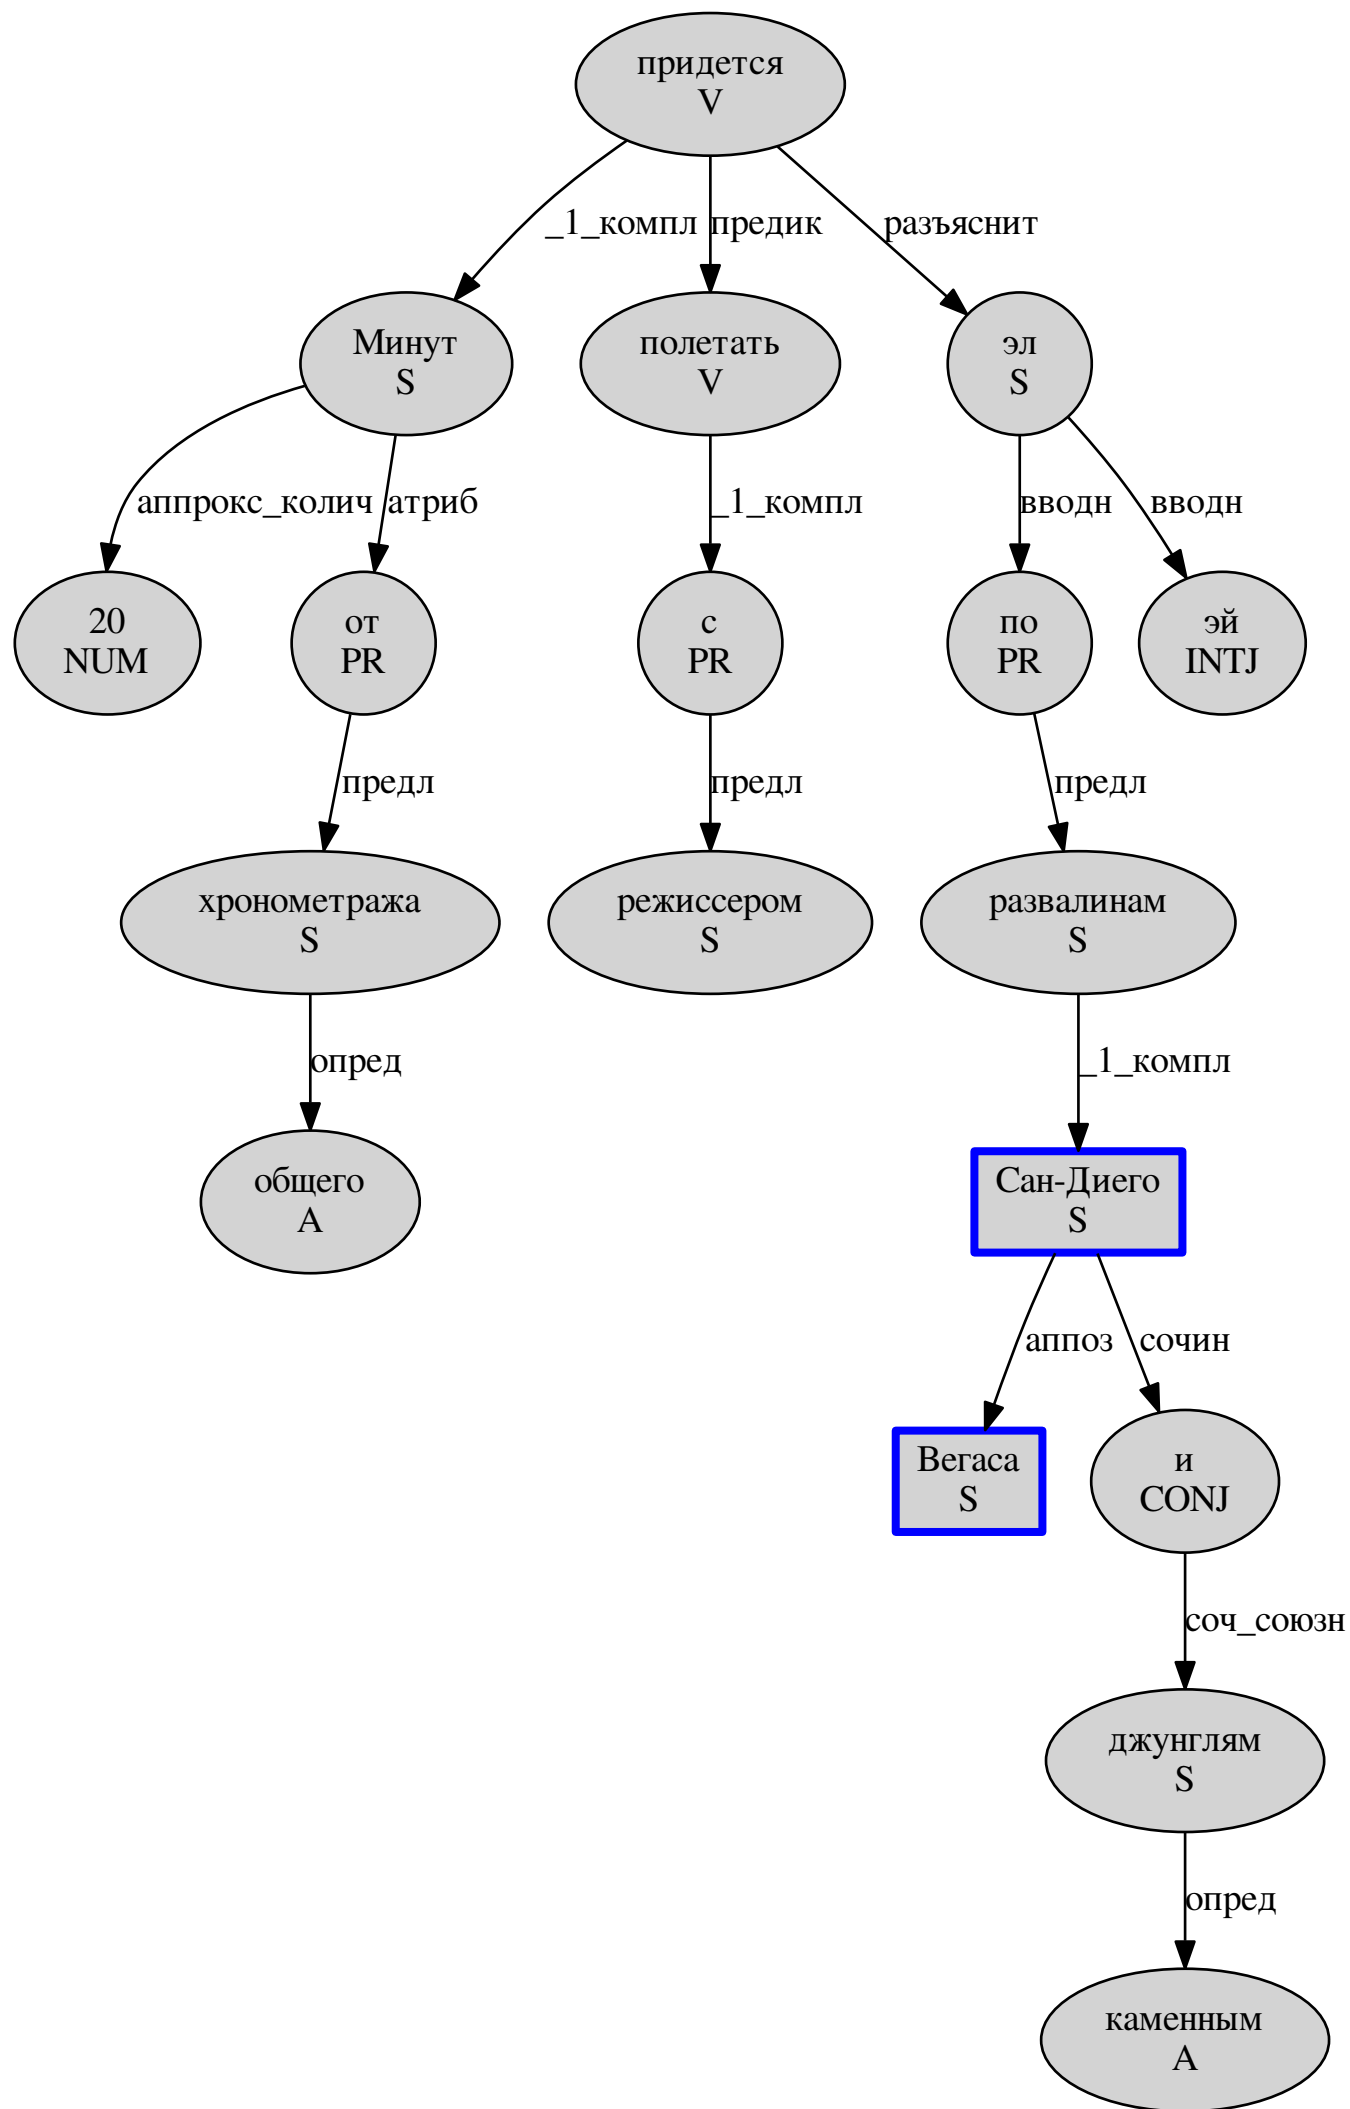 придется
V
_1_компл
предик
разъяснит
Минут
S
полетать
V
эл
S
аппрокс_колич
атриб
_1_компл
вводн
вводн
20
NUM
от
PR
с
PR
по
PR
эй
INTJ
предл
предл
предл
хронометража
S
режиссером
S
развалинам
S
опред
_1_компл
общего
A
Сан-Диего
S
аппоз
сочин
Вегаса
S
и
CONJ
соч_союзн
джунглям
S
опред
каменным
A